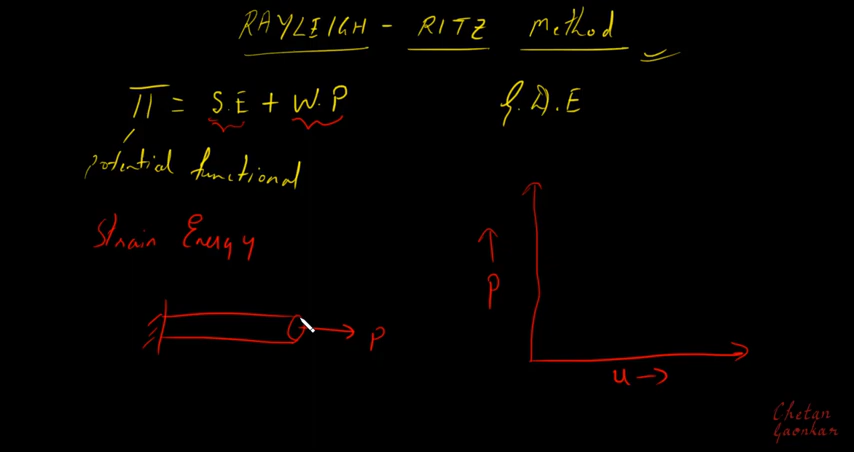 RAYLEIGH - RITZ Method
Π = S.E + W.P
G.D.E
Potential functional
Strain Energy
P
P
u →
Chetan
Gaonkar